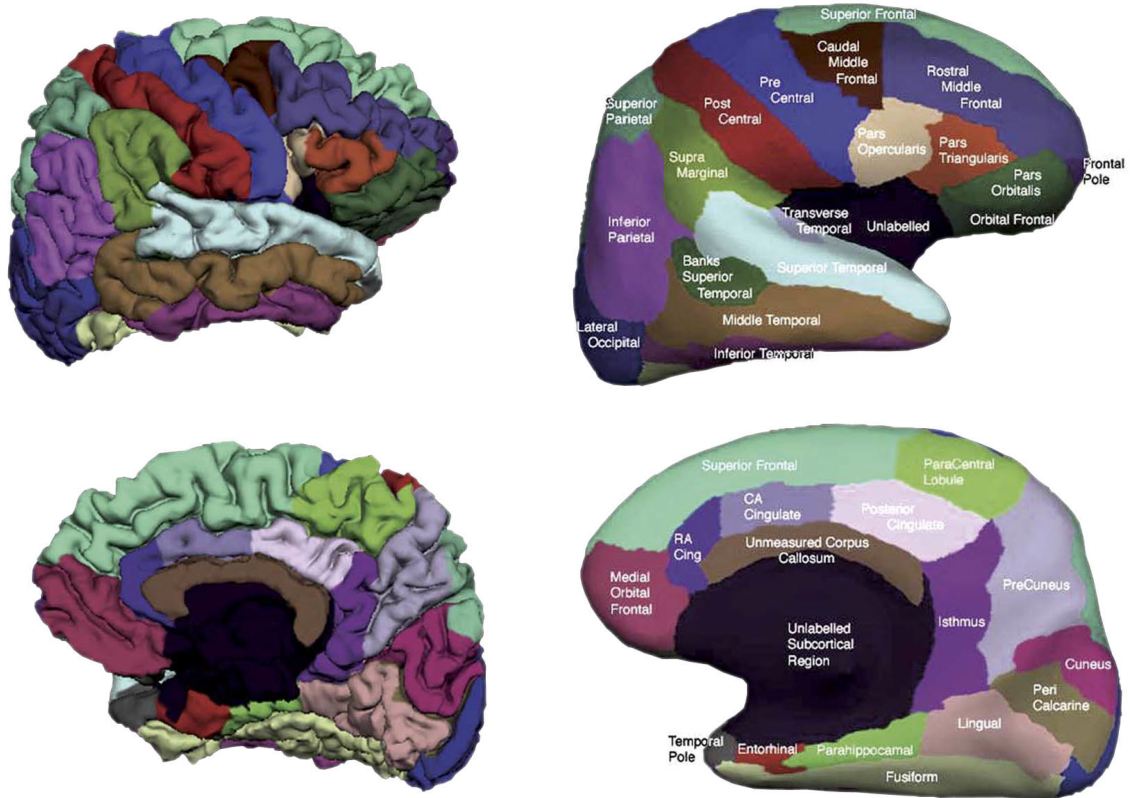 Superior Frontal
Caudal
Middle
Frontal
Rostral
Middle
Frontal
Pre
Central
Superior
Parietal
Post
Central
Pars
Opercularis
Pars
Triangularis
Supra
Marginal
Pars
Orbitalis
Frontal
Pole
Inferior
Parietal
Transverse
Temporal
Unlabelled
Orbital Frontal
Banks
Superior
Temporal
Superior Temporal
Middle Temporal
Lateral
Occipital
Inferior Temporal
Superior Frontal
ParaCentral
Lobule
CA
Cingulate
Posterior
Cingulate
RA
Cing
Unmeasured Corpus
Callosum
Medial
Orbital
Frontal
PreCuneus
Isthmus
Unlabelled
Subcortical
Region
Cuneus
Peri
Calcarine
Lingual
Temporal
Pole
Entorhinal
Parahippocamal
Fusiform